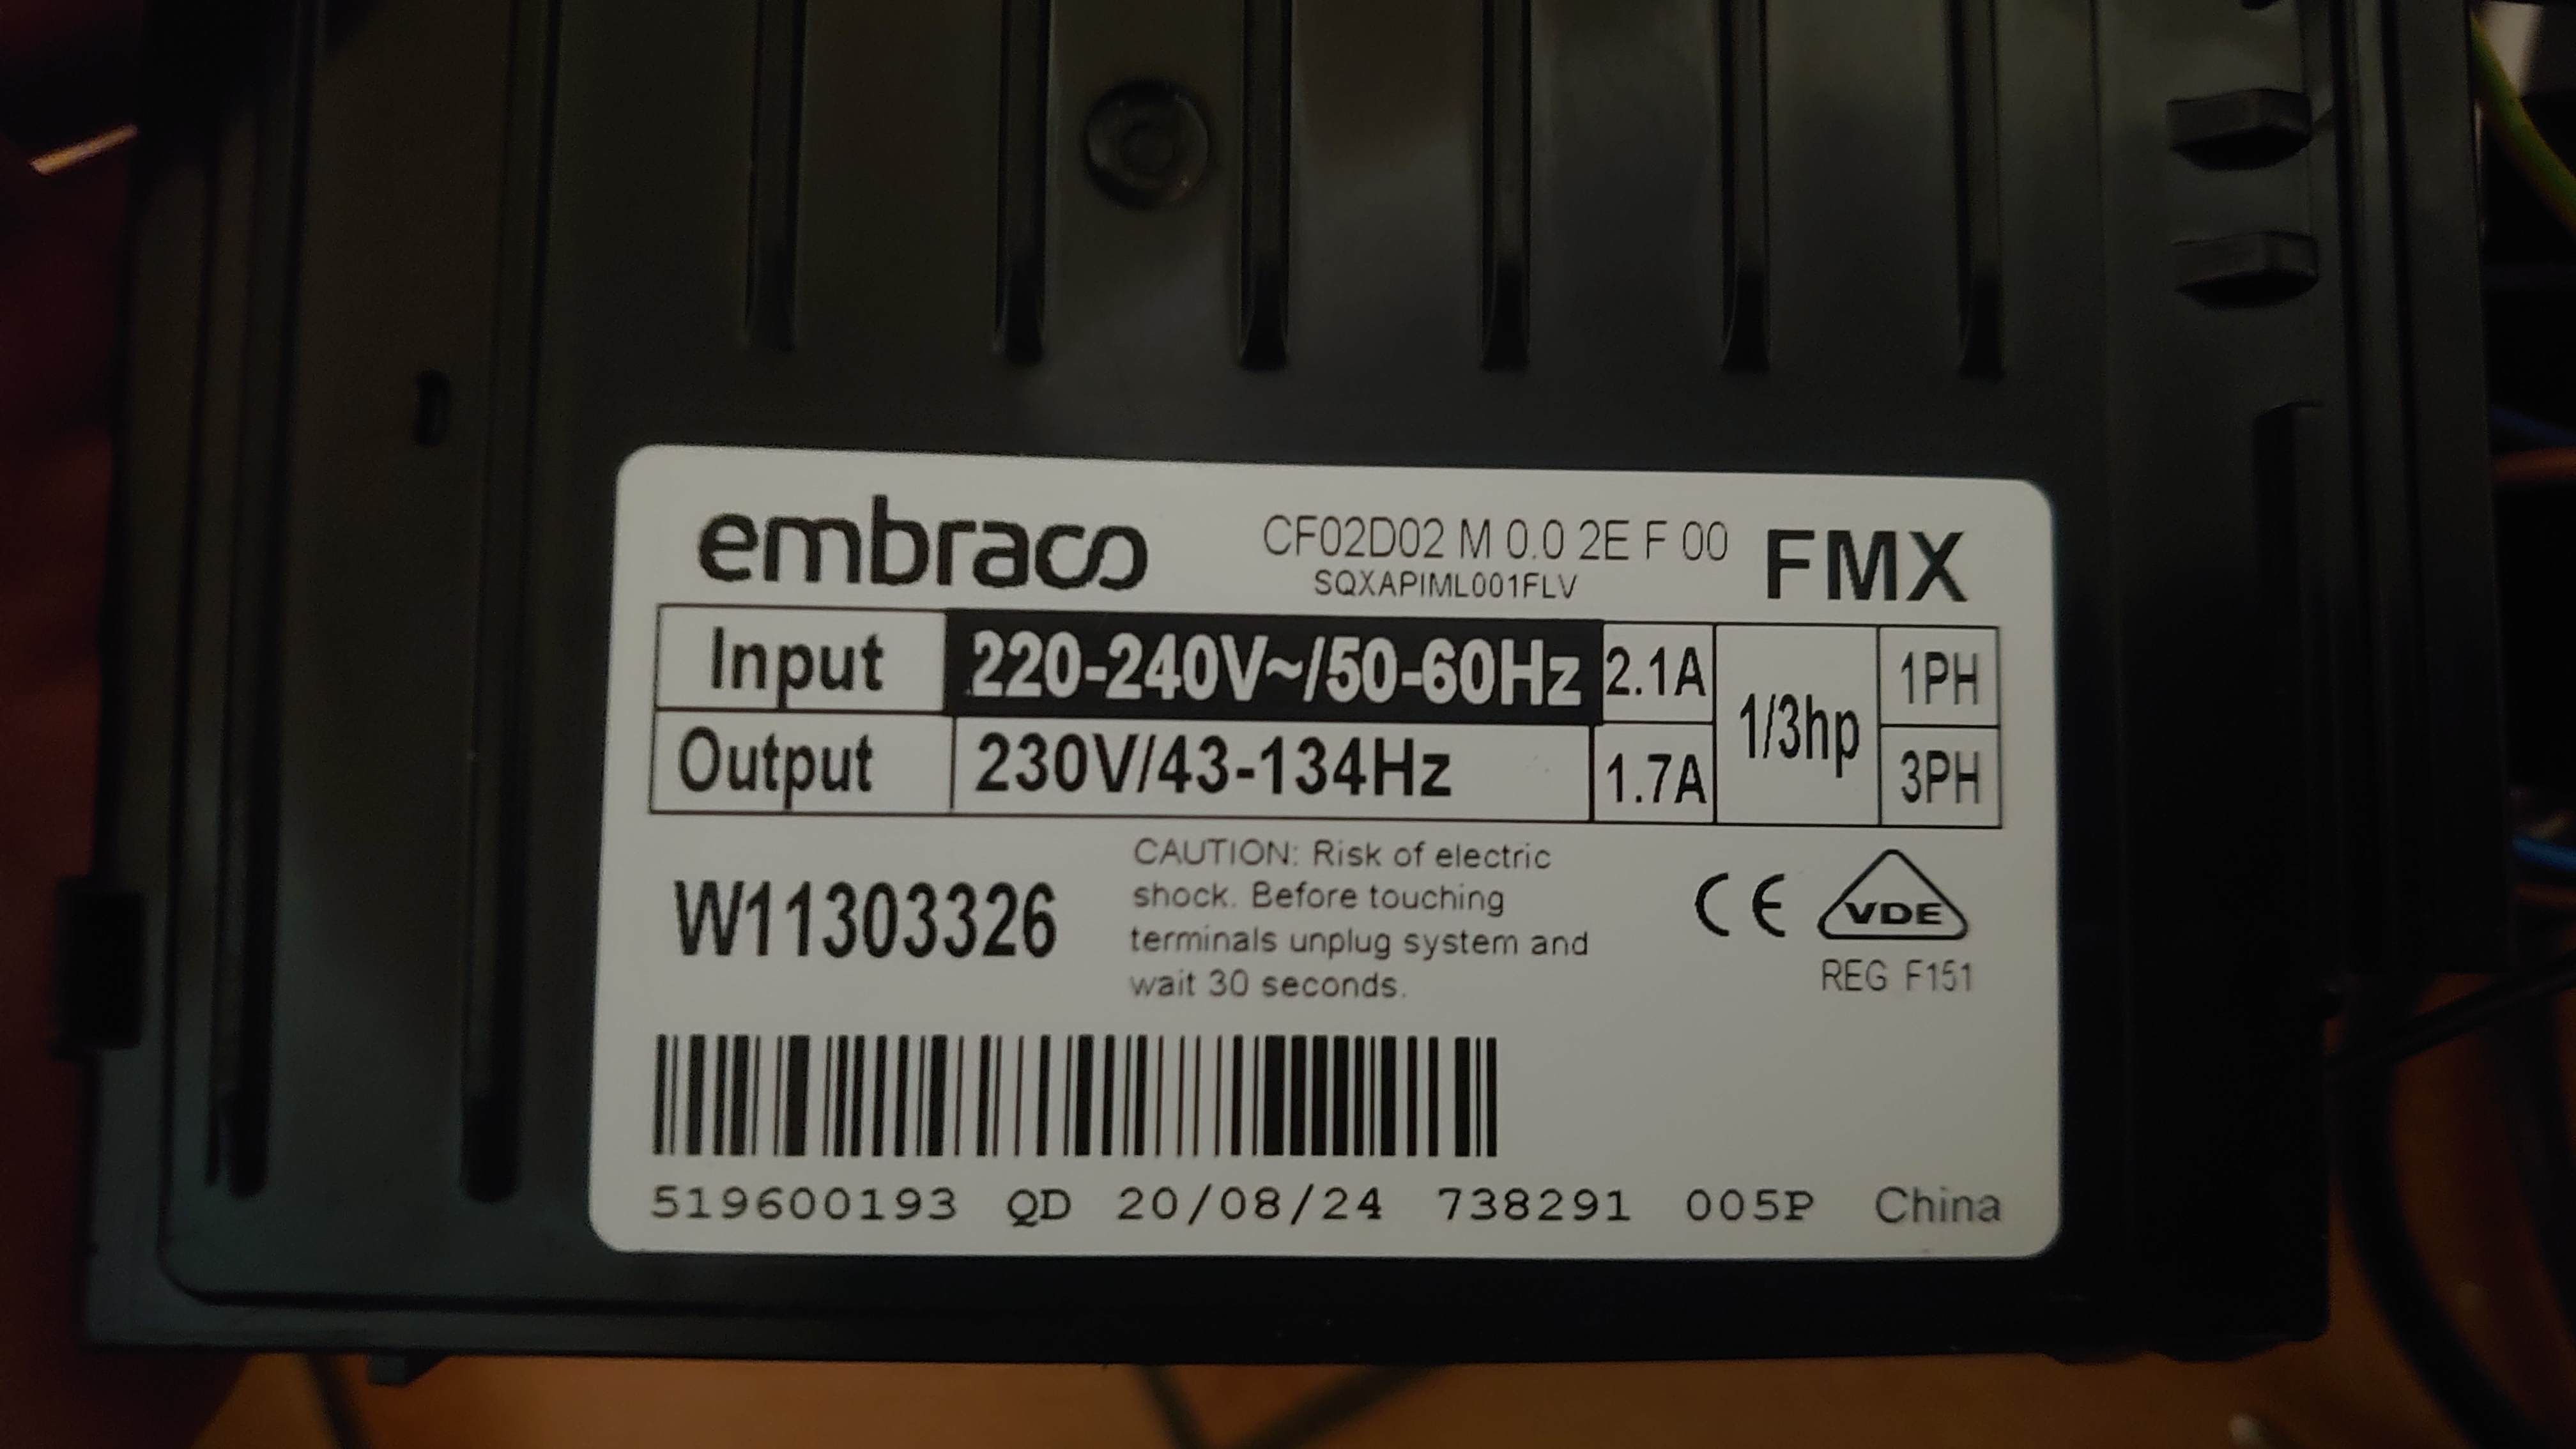 embraco CF02D02 M 0.0 2E F 00 FMX
SQXAPIML001FLV
Input 220-240V~/50-60Hz 2.1A 1/3hp 1PH
Output 230V/43-134Hz 1.7A 3PH
W11303326
CAUTION: Risk of electric
shock. Before touching
terminals unplug system and
wait 30 seconds.
CE VDE
REG F151
519600193 QD 20/08/24 738291 005P China